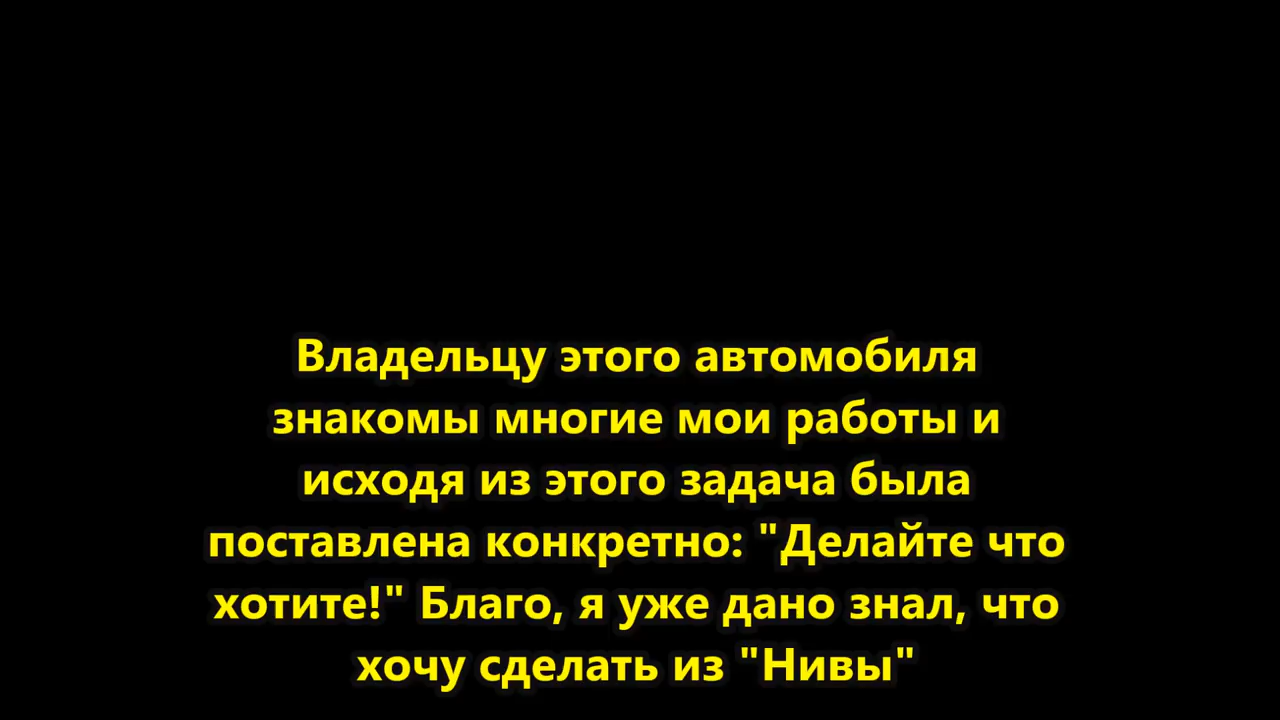 Владельцу этого автомобиля
знакомы многие мои работы и
исходя из этого задача была
поставлена конкретно: "Делайте что
хотите!" Благо, я уже дано знал, что
хочу сделать из "Нивы"